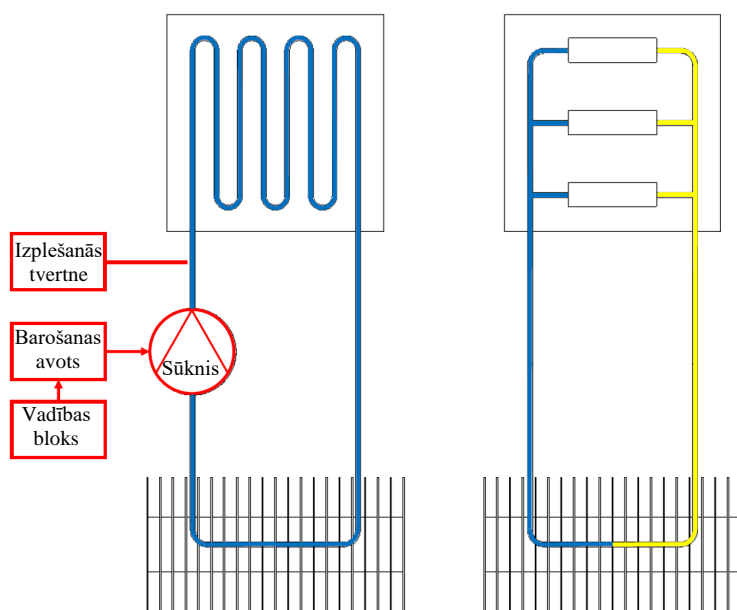 Izplešanās
tvertne
Barošanas
avots
Sūknis
Vadības
bloks